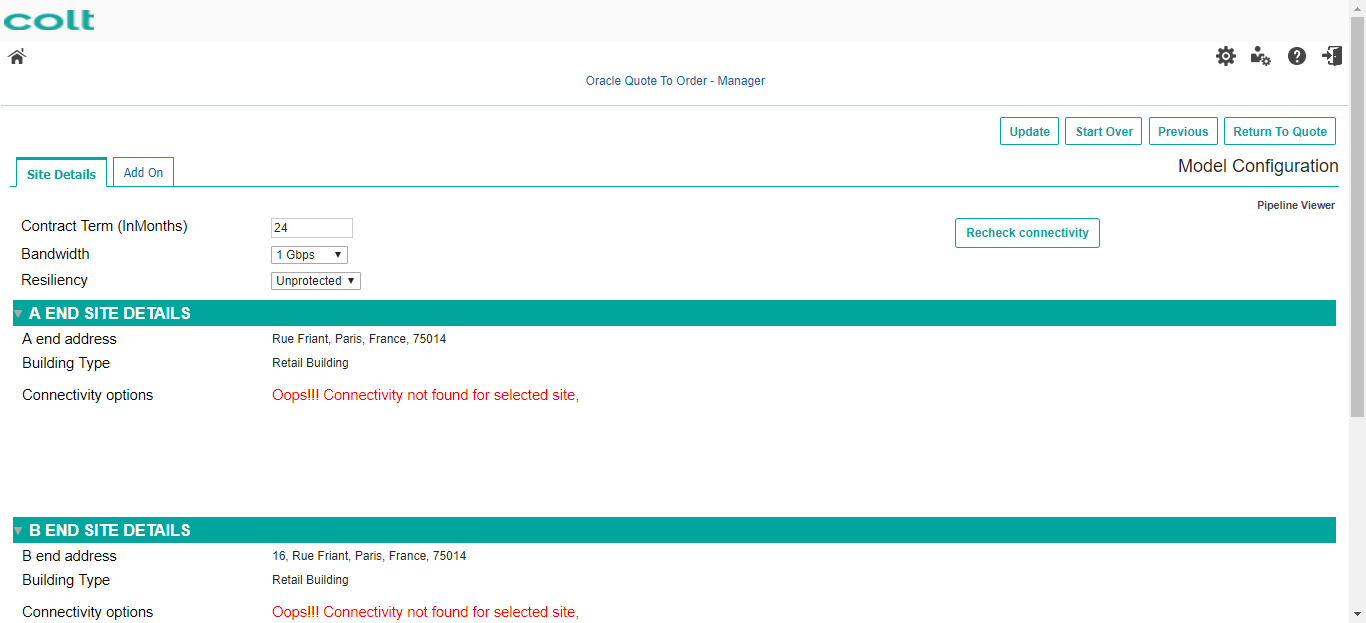 colt
Oracle Quote To Order - Manager
Update Start Over Previous Return To Quote
Site Details Add On Model Configuration
Pipeline Viewer
Contract Term (InMonths) 24 Recheck connectivity
Bandwidth 1 Gbps
Resiliency Unprotected
A END SITE DETAILS
A end address Rue Friant, Paris, France, 75014
Building Type Retail Building
Connectivity options Oops!!! Connectivity not found for selected site,
B END SITE DETAILS
B end address 16, Rue Friant, Paris, France, 75014
Building Type Retail Building
Connectivity options Oops!!! Connectivity not found for selected site,